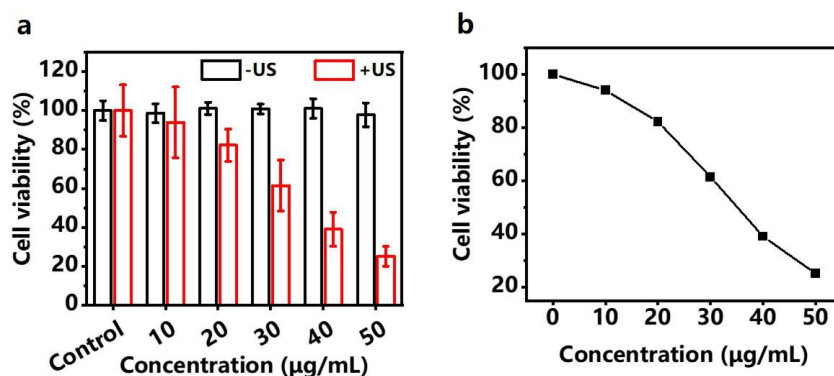 a
120
100
80
60
40
20
0
Cell viability (%)
-US +US
Control 10 20 30 40 50
Concentration (μg/mL)
b
100
80
60
40
20
Cell viability (%)
0 10 20 30 40 50
Concentration (μg/mL)